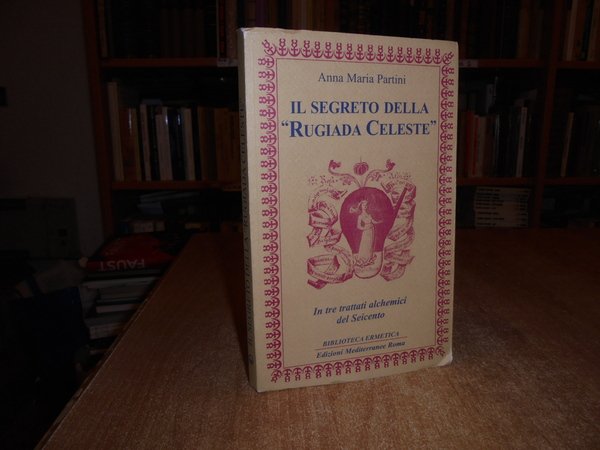 Anna Maria Partini
IL SEGRETO DELLA
"RUGIADA CELESTE"
In tre trattati alchemici
del Seicento
BIBLIOTECA ERMETICA
Edizioni Mediterranee Roma
FAUST